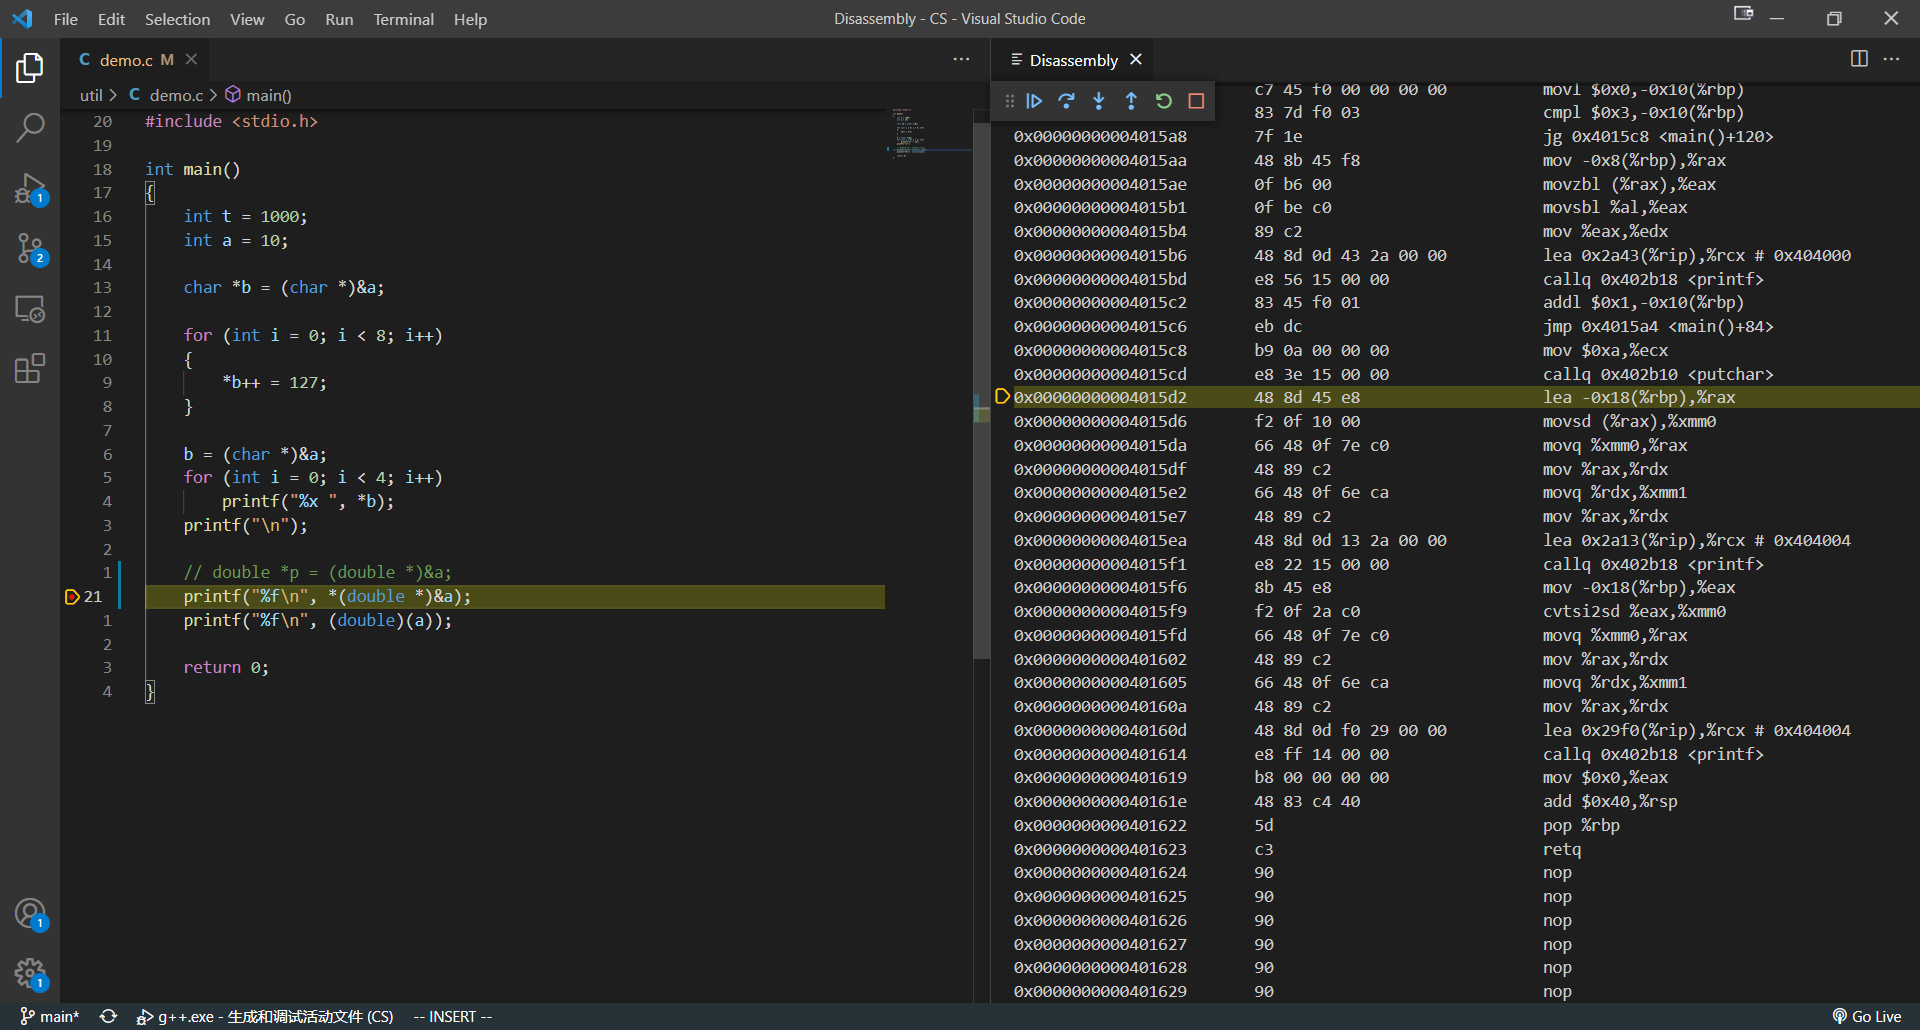 File Edit Selection View Go Run Terminal Help
Disassembly - CS - Visual Studio Code
C demo.c M
util > C demo.c > main()
20 #include <stdio.h>
19
18 int main()
17 {
16 int t = 1000;
15 int a = 10;
14
13 char *b = (char *)&a;
12
11 for (int i = 0; i < 8; i++)
10 {
9 *b++ = 127;
8 }
7
6 b = (char *)&a;
5 for (int i = 0; i < 4; i++)
4 printf("%x ", *b);
3 printf("\n");
2
1 // double *p = (double *)&a;
21 printf("%f\n", *(double *)&a);
1 printf("%f\n", (double)(a));
2
3 return 0;
4 }
Disassembly
c7 45 f0 00 00 00 00 movl $0x0,-0x10(%rbp)
83 7d f0 03 cmpl $0x3,-0x10(%rbp)
0x00000000004015a8 7f 1e jg 0x4015c8 <main()+120>
0x00000000004015aa 48 8b 45 f8 mov -0x8(%rbp),%rax
0x00000000004015ae 0f b6 00 movzbl (%rax),%eax
0x00000000004015b1 0f be c0 movsbl %al,%eax
0x00000000004015b4 89 c2 mov %eax,%edx
0x00000000004015b6 48 8d 0d 43 2a 00 00 lea 0x2a43(%rip),%rcx # 0x404000
0x00000000004015bd e8 56 15 00 00 callq 0x402b18 <printf>
0x00000000004015c2 83 45 f0 01 addl $0x1,-0x10(%rbp)
0x00000000004015c6 eb dc jmp 0x4015a4 <main()+84>
0x00000000004015c8 b9 0a 00 00 00 mov $0xa,%ecx
0x00000000004015cd e8 3e 15 00 00 callq 0x402b10 <putchar>
0x00000000004015d2 48 8d 45 e8 lea -0x18(%rbp),%rax
0x00000000004015d6 f2 0f 10 00 movsd (%rax),%xmm0
0x00000000004015da 66 48 0f 7e c0 movq %xmm0,%rax
0x00000000004015df 48 89 c2 mov %rax,%rdx
0x00000000004015e2 66 48 0f 6e ca movq %rdx,%xmm1
0x00000000004015e7 48 89 c2 mov %rax,%rdx
0x00000000004015ea 48 8d 0d 13 2a 00 00 lea 0x2a13(%rip),%rcx # 0x404004
0x00000000004015f1 e8 22 15 00 00 callq 0x402b18 <printf>
0x00000000004015f6 8b 45 e8 mov -0x18(%rbp),%eax
0x00000000004015f9 f2 0f 2a c0 cvtsi2sd %eax,%xmm0
0x00000000004015fd 66 48 0f 7e c0 movq %xmm0,%rax
0x0000000000401602 48 89 c2 mov %rax,%rdx
0x0000000000401605 66 48 0f 6e ca movq %rdx,%xmm1
0x000000000040160a 48 89 c2 mov %rax,%rdx
0x000000000040160d 48 8d 0d f0 29 00 00 lea 0x29f0(%rip),%rcx # 0x404004
0x0000000000401614 e8 ff 14 00 00 callq 0x402b18 <printf>
0x0000000000401619 b8 00 00 00 00 mov $0x0,%eax
0x000000000040161e 48 83 c4 40 add $0x40,%rsp
0x0000000000401622 5d pop %rbp
0x0000000000401623 c3 retq
0x0000000000401624 90 nop
0x0000000000401625 90 nop
0x0000000000401626 90 nop
0x0000000000401627 90 nop
0x0000000000401628 90 nop
0x0000000000401629 90 nop
1
2
1
1
main* g++.exe - 生成和调试活动文件 (CS) -- INSERT -- Go Live